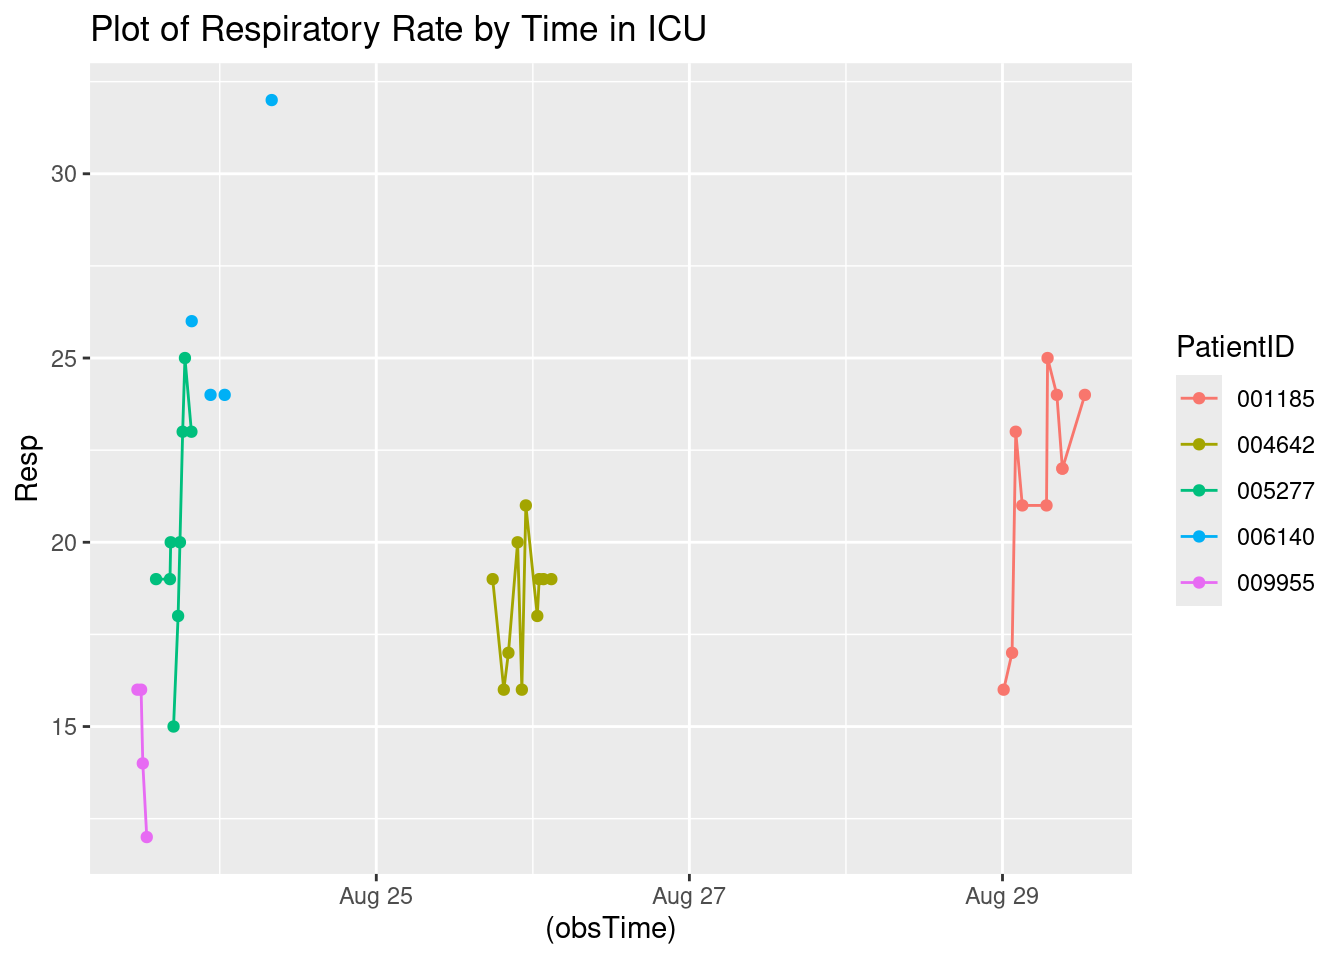 Plot of Respiratory Rate by Time in ICU
30
25
20
15
Resp
Aug 25
Aug 27
Aug 29
(obsTime)
PatientID
001185
004642
005277
006140
009955